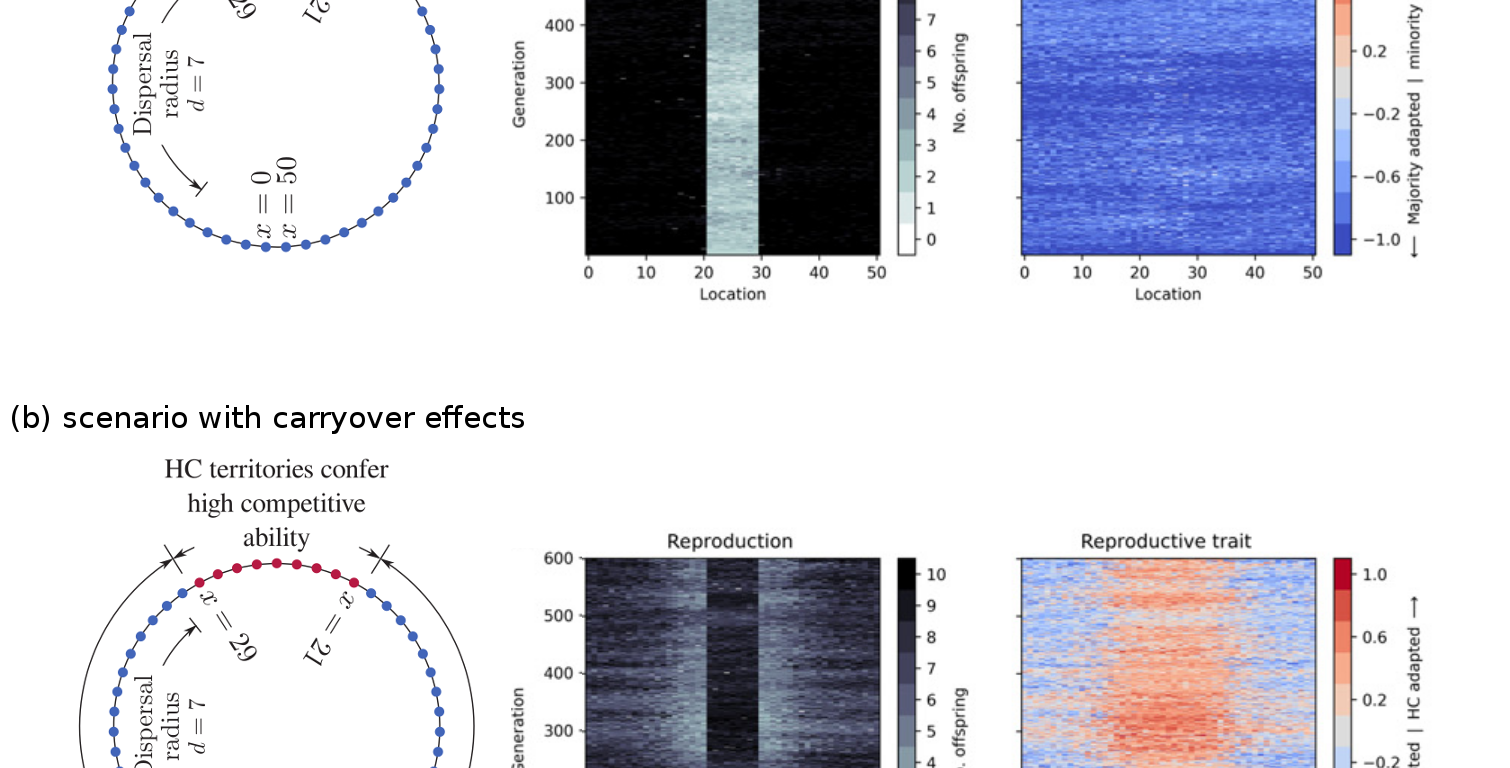 29
21
Dispersal
radius
d = 7
x = 0
x = 50
400
300
200
100
Generation
0 10 20 30 40 50
Location
7
6
5
4
3
2
1
0
No. offspring
0 10 20 30 40 50
Location
0.2
−0.2
−0.6
−1.0
← Majority adapted | minority
(b) scenario with carryover effects
HC territories confer
high competitive
ability
x = 29
x = 21
Dispersal
radius
d = 7
Reproduction
600
500
400
300
Generation
10
9
8
7
6
5
4
offspring
Reproductive trait
1.0
0.6
0.2
−0.2
| HC adapted →